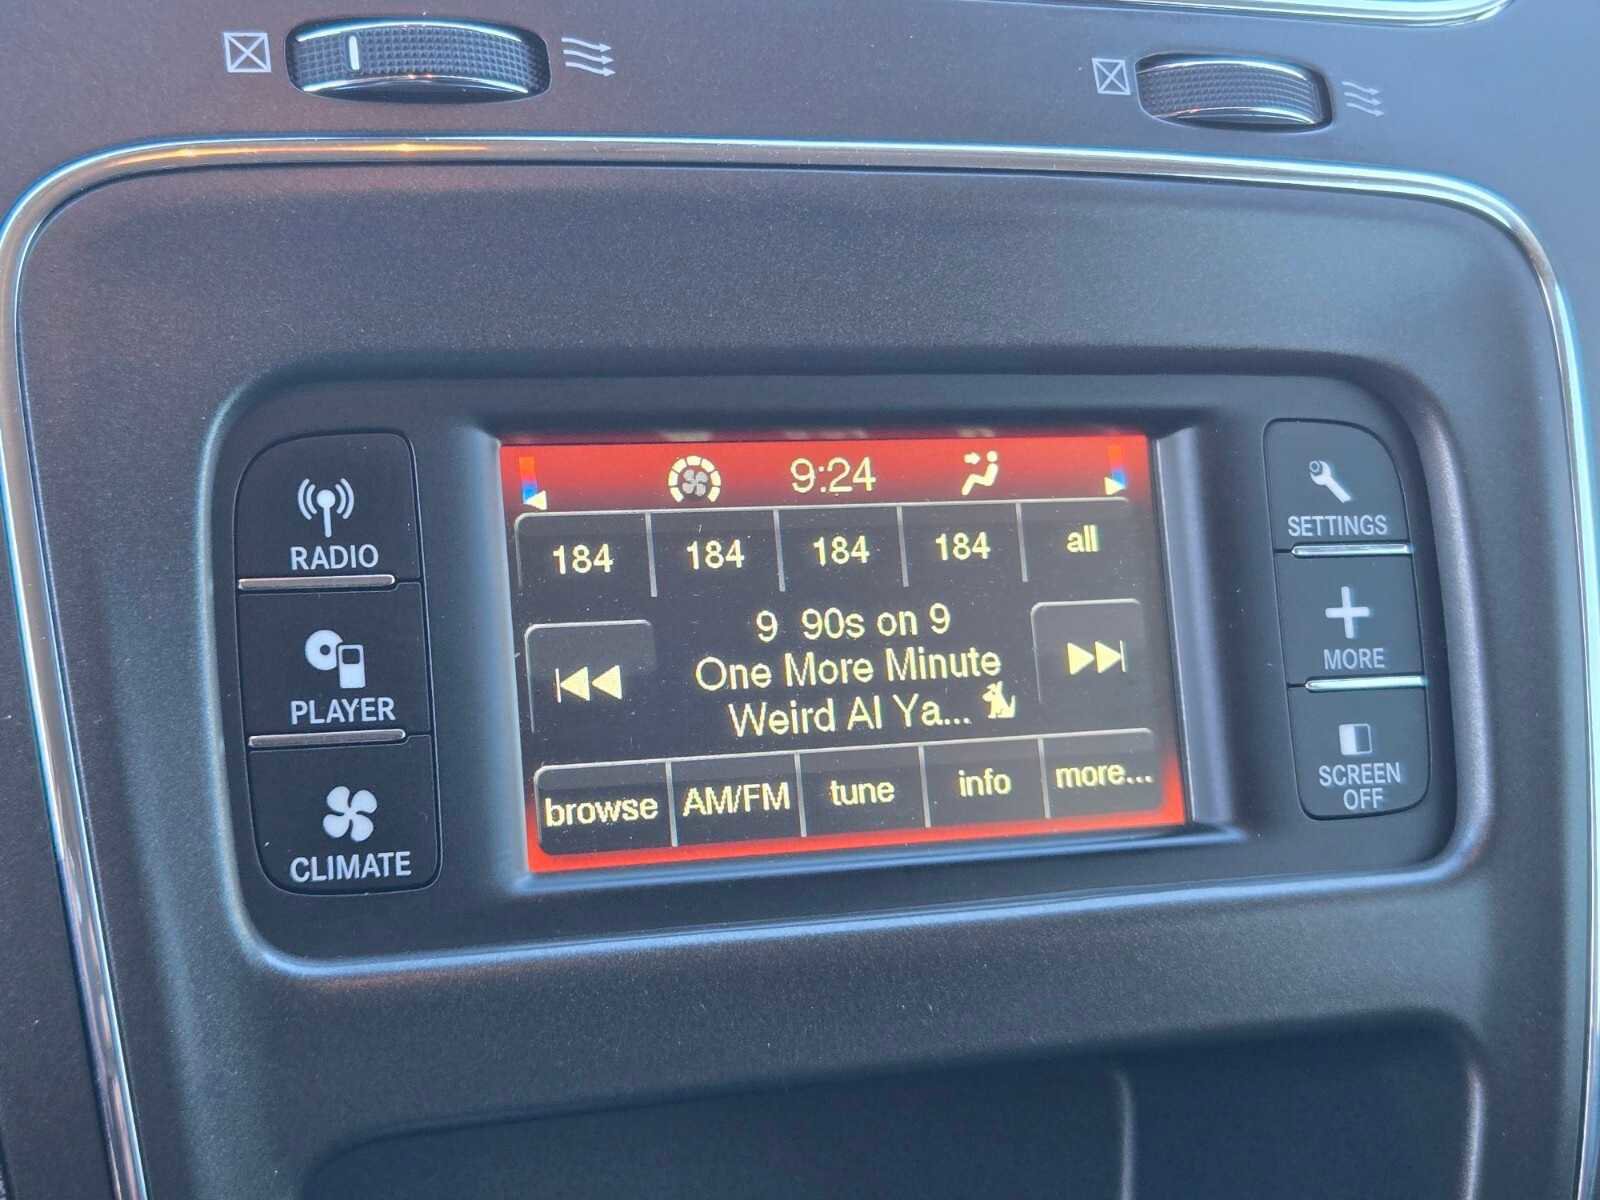 9:24
184 184 184 184 all
9 90s on 9
One More Minute
Weird Al Ya...
browse AM/FM tune info more...
RADIO
PLAYER
CLIMATE
SETTINGS
MORE
SCREEN
OFF